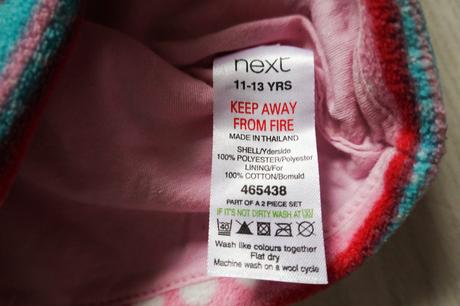 next
11-13 YRS
KEEP AWAY
FROM FIRE
MADE IN THAILAND
SHELL/Yderside
100% POLYESTER/Polyester
LINING/For
100% COTTON/Bomuld
465438
PART OF A 2 PIECE SET
IF IT'S NOT DIRTY WASH AT
40
Wash like colours together
Flat dry
Machine wash on a wool cycle